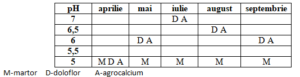 pH aprilie mai iulie august septembrie
7 D A
6,5 D A
6 D A D A
5,5
5 M D A M M M M
M-martor D-doloflor A-agrocalcium